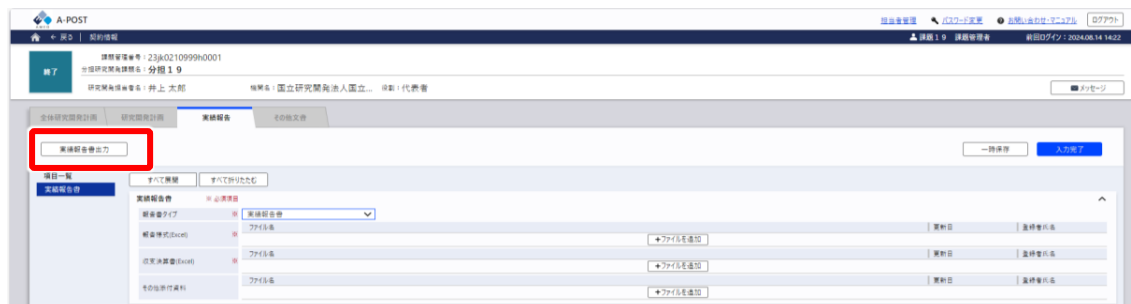 A-POST
担当者管理 パスワード変更 お問い合わせ・マニュアル ログアウト
← 戻る | 契約情報 課題19 課題管理者 前回ログイン：2024.08.14 14:22
終了
課題管理番号：23jk0210999h0001
分担研究開発課題名：分担19
研究開発担当者名：井上 太郎 機関名：国立研究開発法人国立... 役割：代表者
メッセージ
全体研究開発計画 研究開発計画 実績報告 その他文書
実績報告書出力 一時保存 入力完了
項目一覧
実績報告書
すべて展開 すべて折りたたむ
実績報告書 ※ 必須項目
報告書タイプ ※ 実績報告書
報告様式(Excel) ※ ファイル名 更新日 登録者氏名
+ファイルを追加
収支決算書(Excel) ※ ファイル名 更新日 登録者氏名
+ファイルを追加
その他添付資料 ファイル名 更新日 登録者氏名
+ファイルを追加